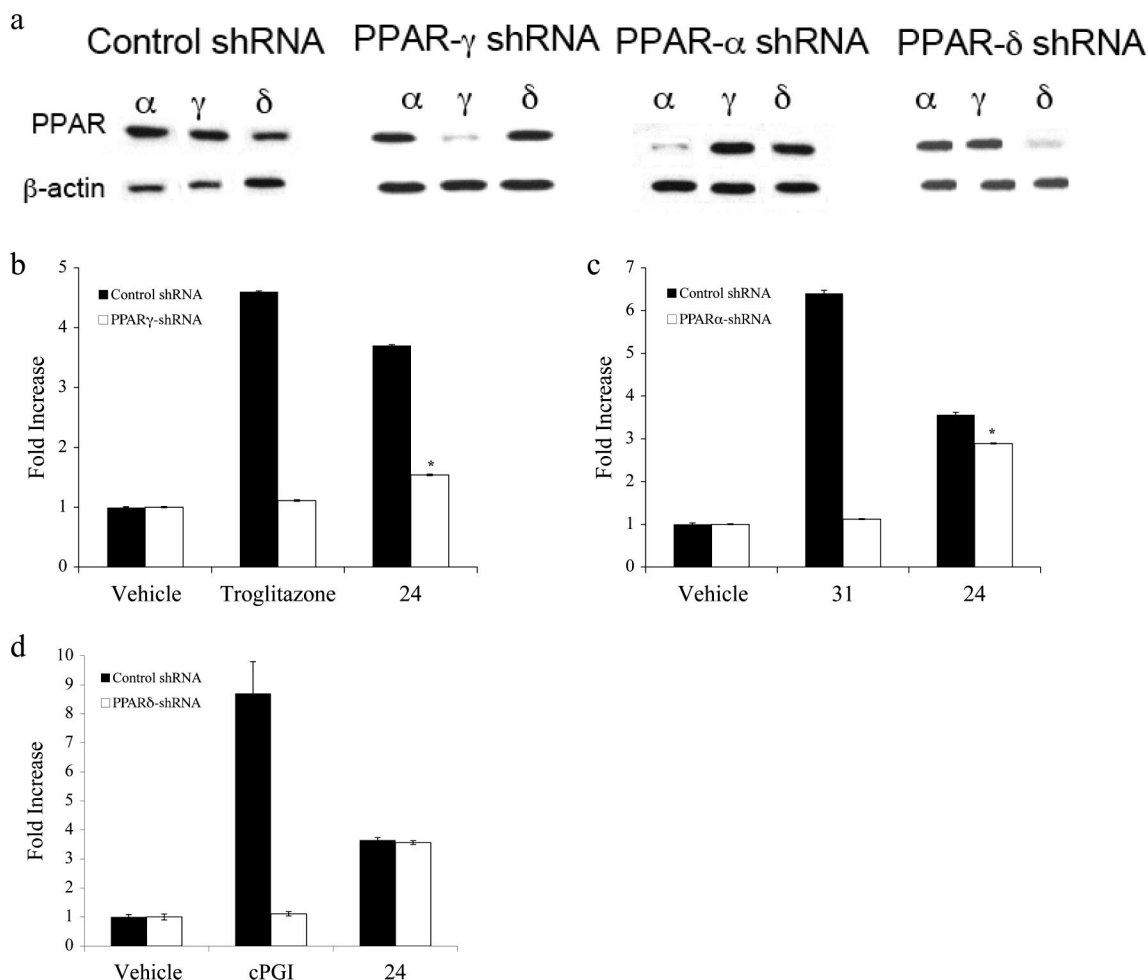 a
Control shRNA PPAR-γ shRNA PPAR-α shRNA PPAR-δ shRNA
α γ δ α γ δ α γ δ α γ δ
PPAR
β-actin
b
5
4
3
2
1
0
Fold Increase
Control shRNA
PPARγ-shRNA
*
Vehicle Troglitazone 24
c
7
6
5
4
3
2
1
0
Fold Increase
Control shRNA
PPARα-shRNA
*
Vehicle 31 24
d
10
9
8
7
6
5
4
3
2
1
0
Fold Increase
Control shRNA
PPARδ-shRNA
Vehicle cPGI 24